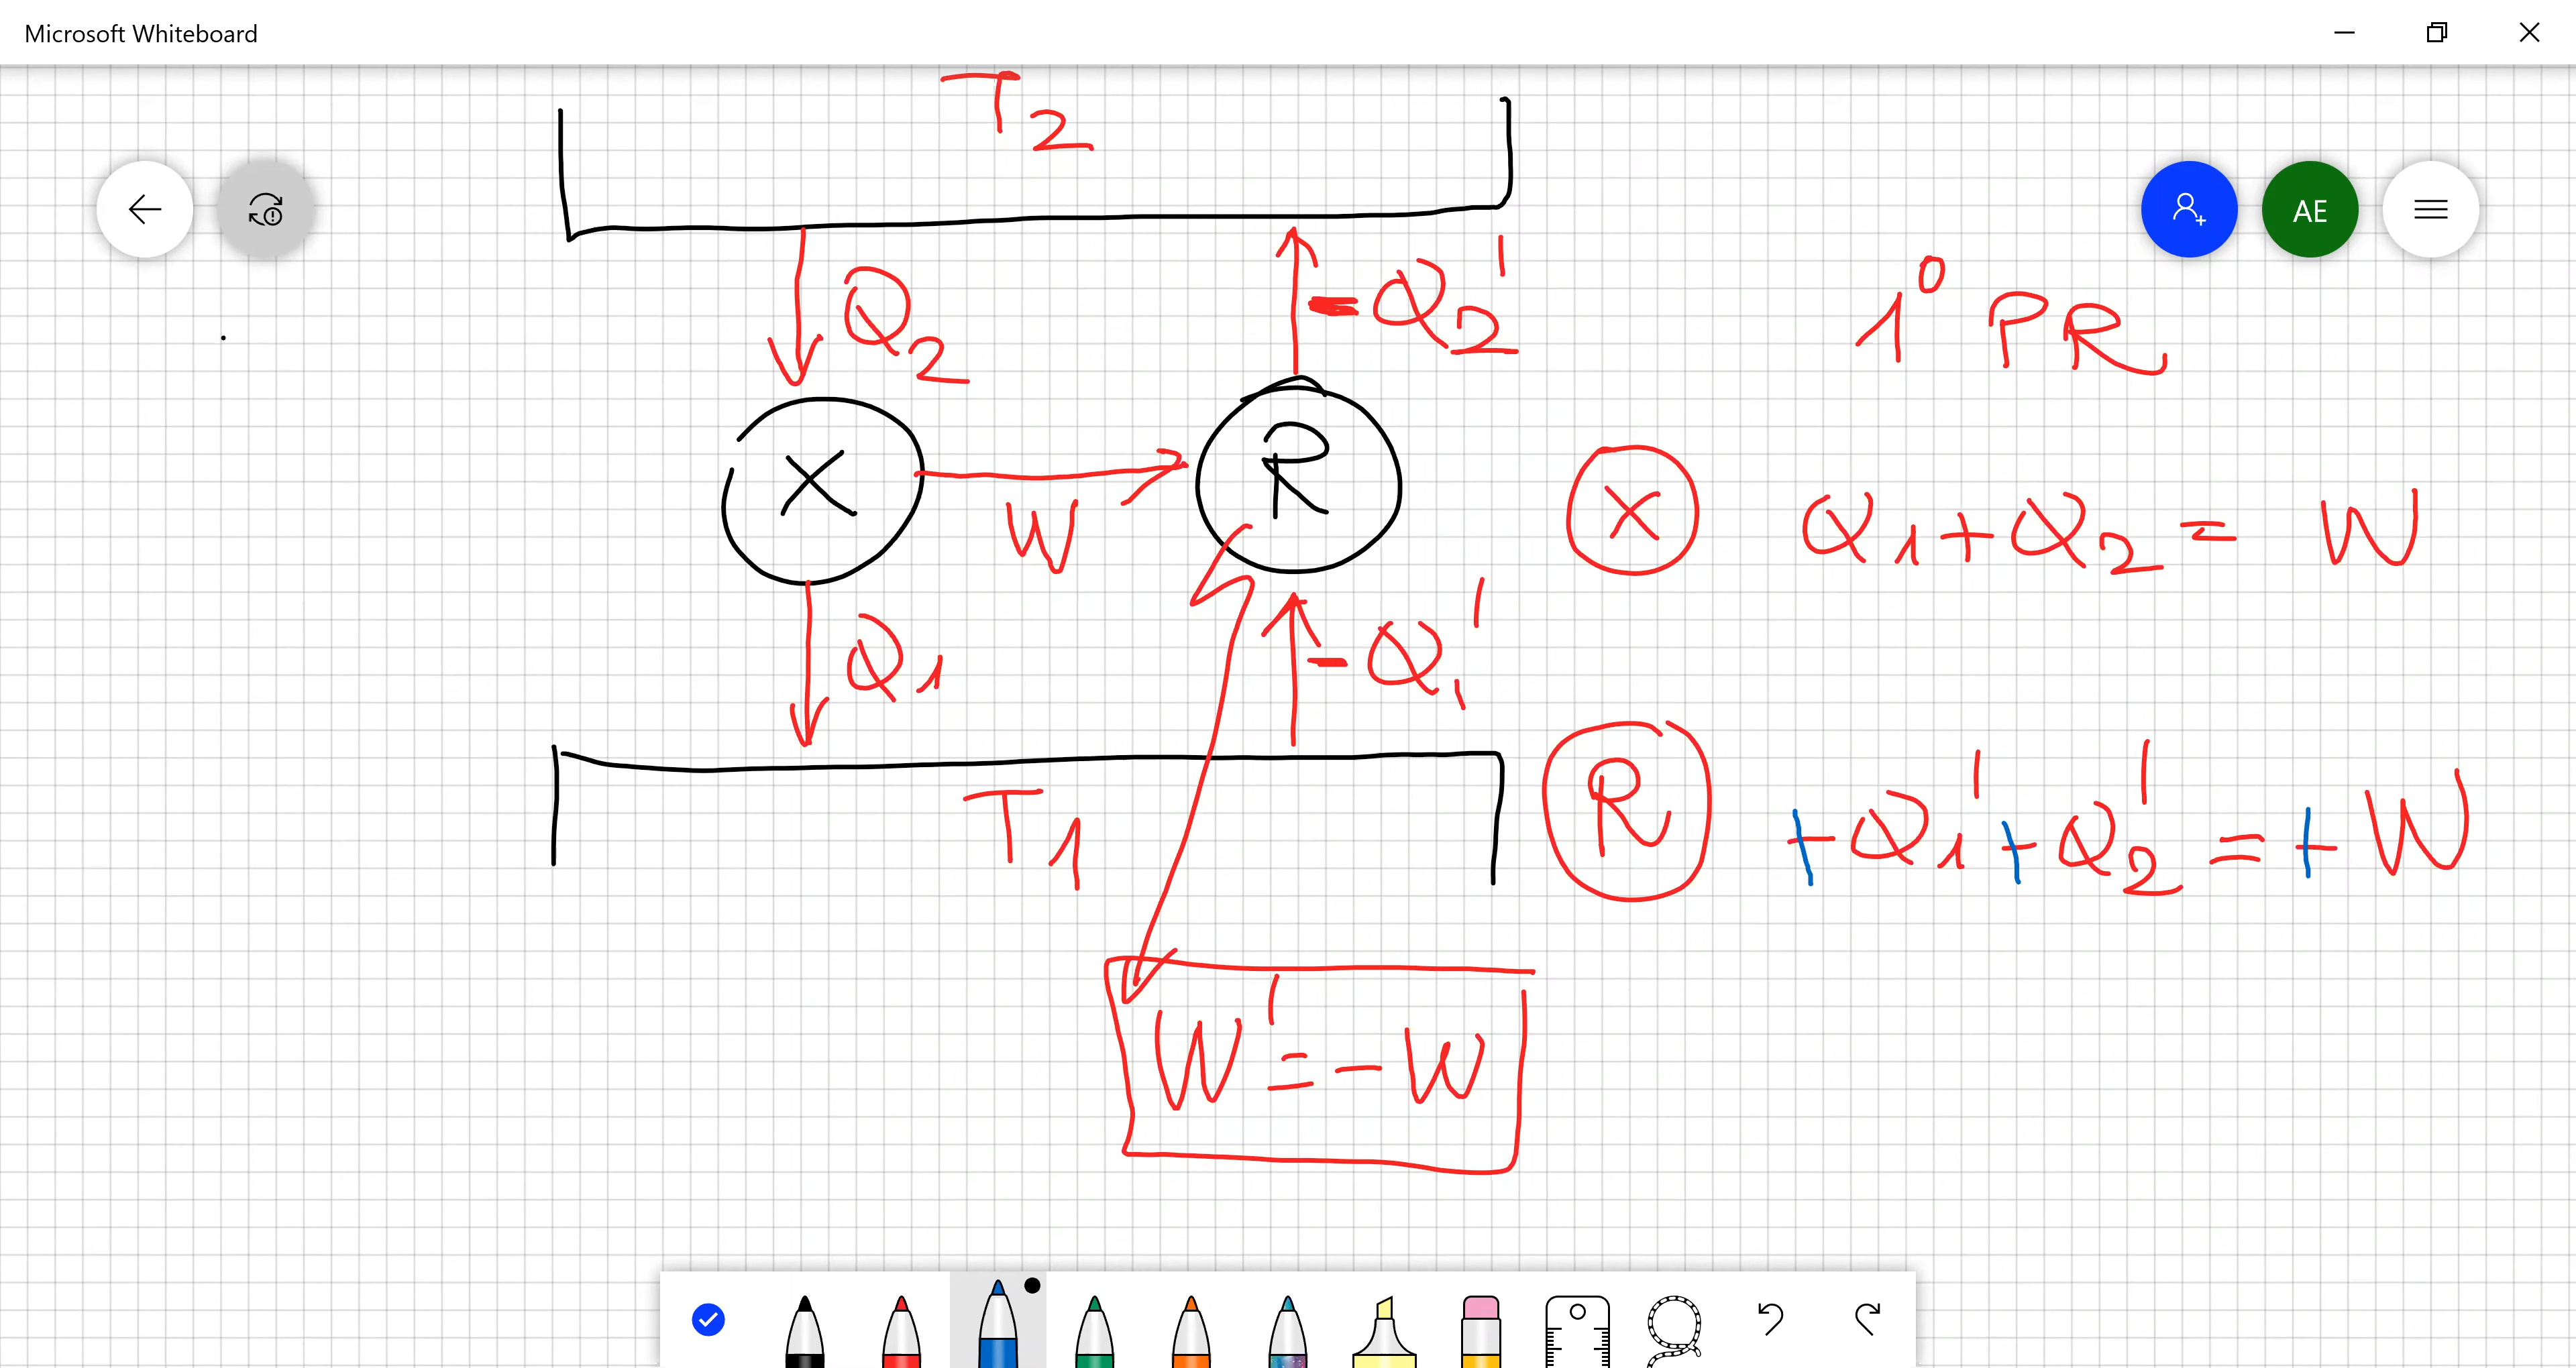 Microsoft Whiteboard
T2
AE
Q2
-Q2'
1° PR
X
R
W
X Q1+Q2 = W
Q1
-Q1'
T1
R +Q1'+Q2' = +W
W' = -W